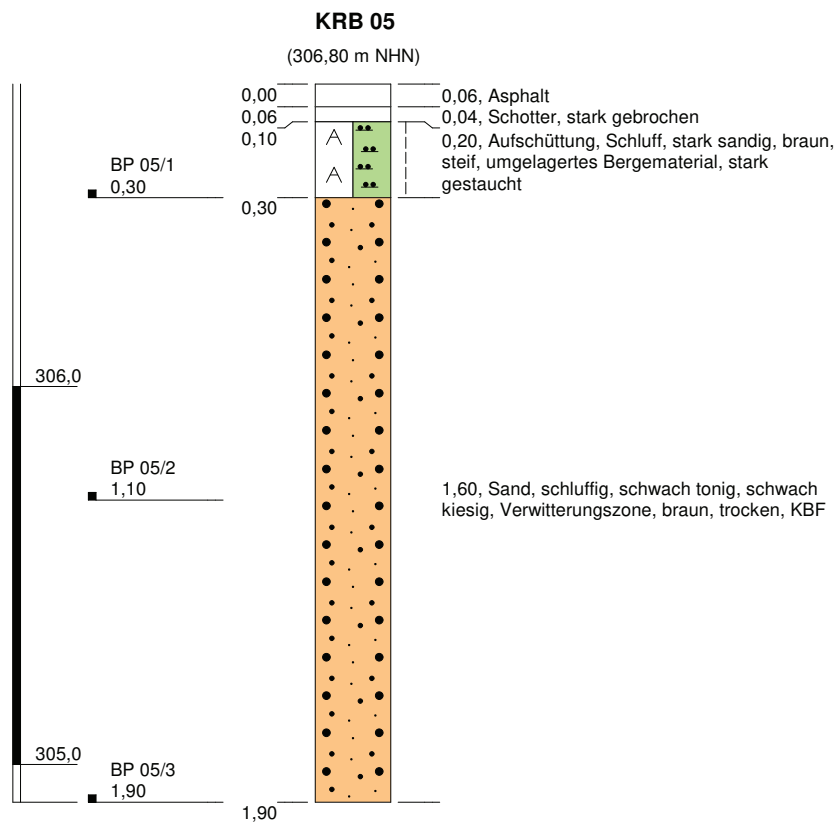 KRB 05
(306,80 m NHN)
0,00
0,06, Asphalt
0,06
0,04, Schotter, stark gebrochen
0,10
0,20, Aufschüttung, Schluff, stark sandig, braun,
steif, umgelagertes Bergematerial, stark
gestaucht
BP 05/1
0,30
0,30
306,0
BP 05/2
1,10
1,60, Sand, schluffig, schwach tonig, schwach
kiesig, Verwitterungszone, braun, trocken, KBF
305,0
BP 05/3
1,90
1,90